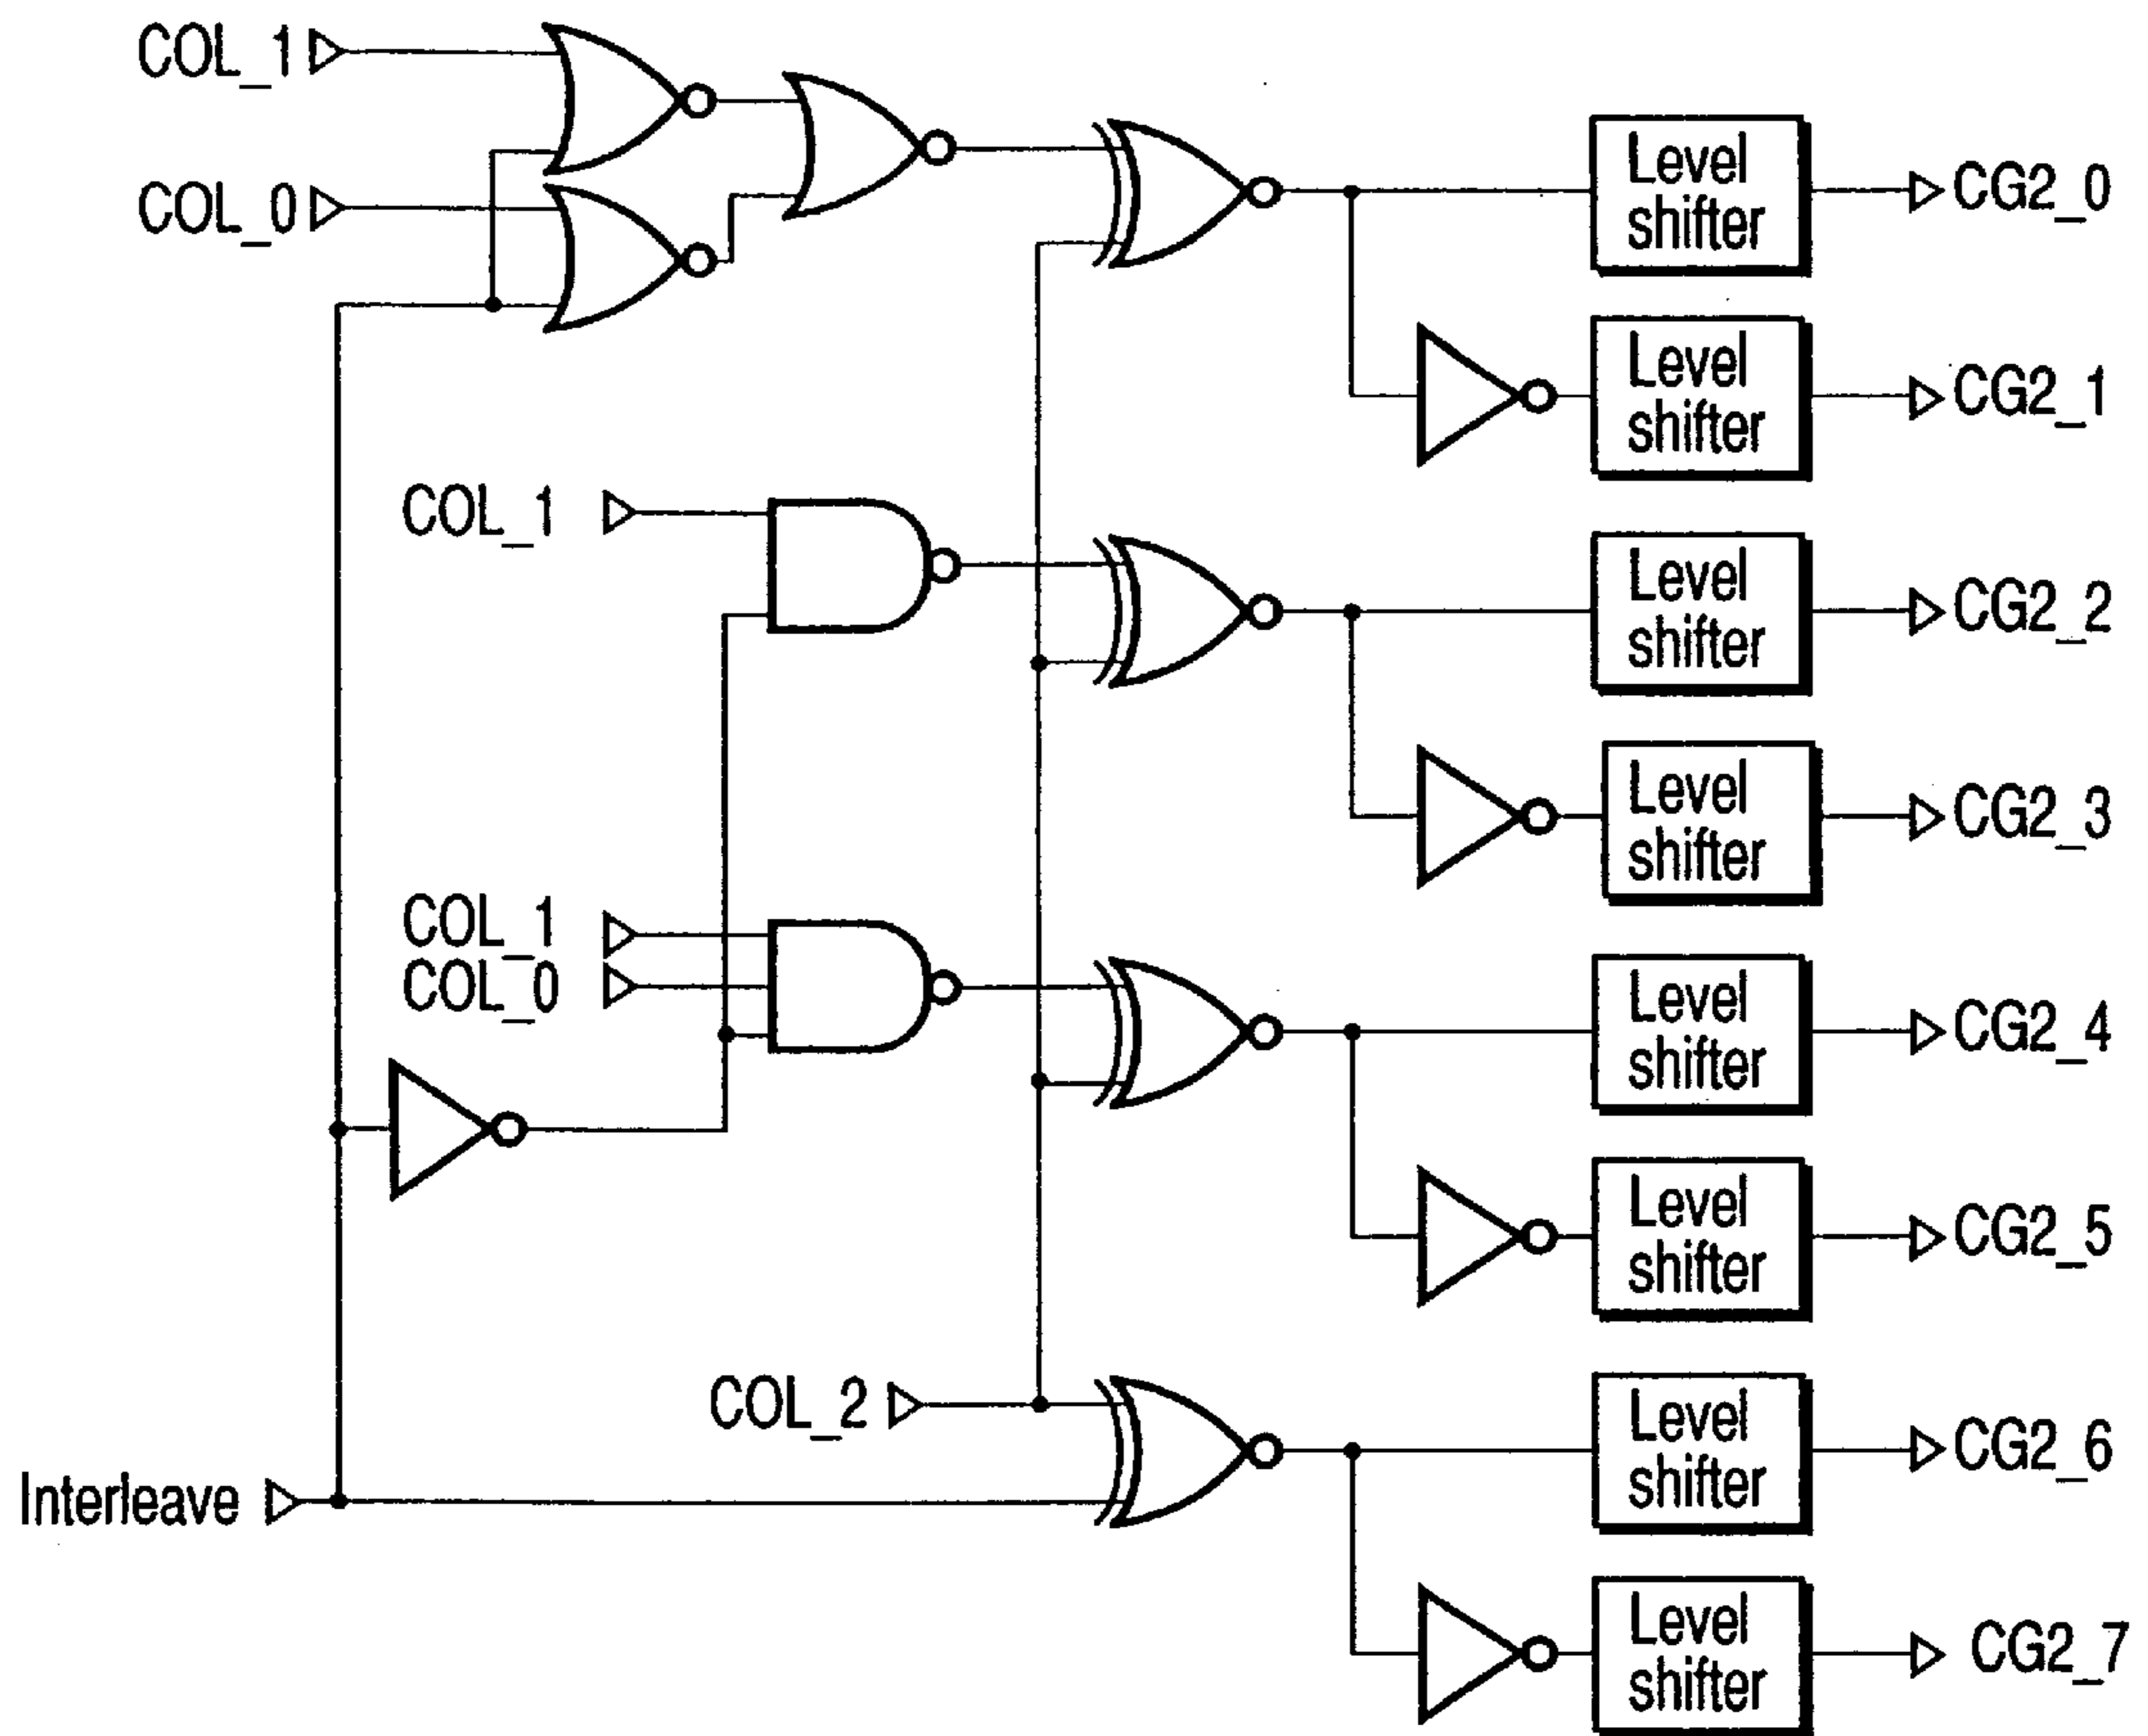 COL_1
COL_0
Level
shifter
CG2_0
Level
shifter
CG2_1
COL_1
Level
shifter
CG2_2
Level
shifter
CG2_3
COL_1
COL_0
Level
shifter
CG2_4
Level
shifter
CG2_5
COL_2
Level
shifter
CG2_6
Interleave
Level
shifter
CG2_7